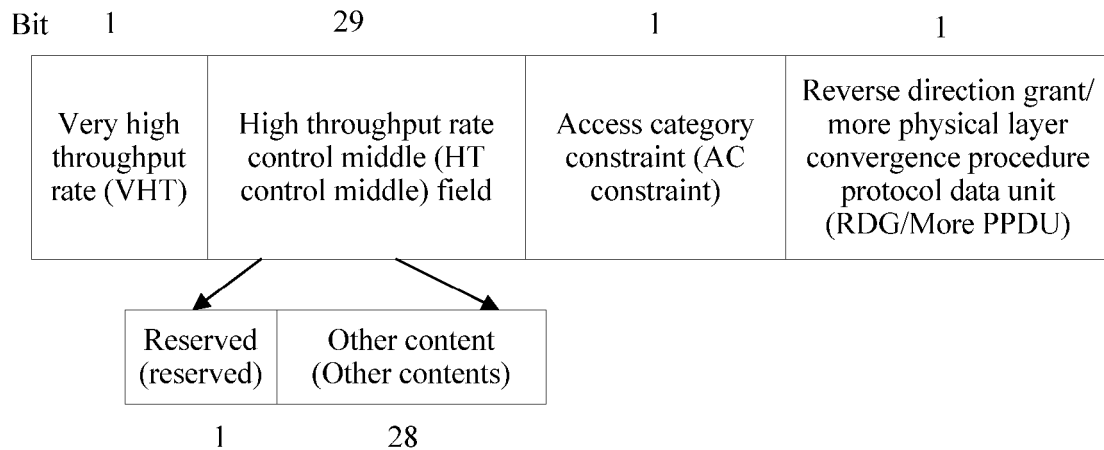 Bit 1 29 1 1
Very high
throughput
rate (VHT)
High throughput rate
control middle (HT
control middle) field
Access category
constraint (AC
constraint)
Reverse direction grant/
more physical layer
convergence procedure
protocol data unit
(RDG/More PPDU)
Reserved
(reserved)
Other content
(Other contents)
1 28